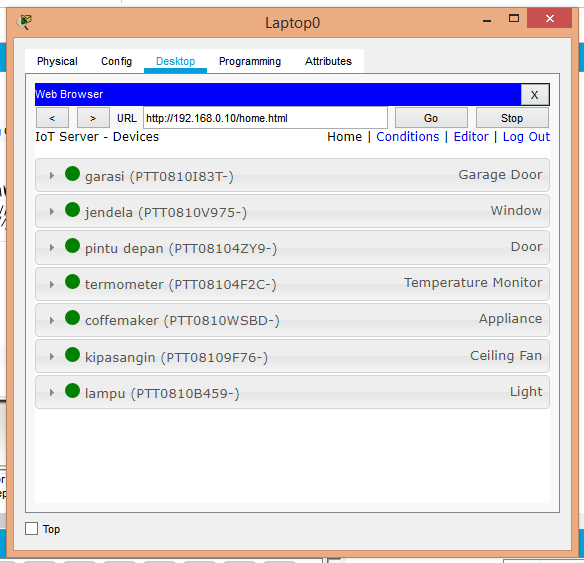 Laptop0
Physical Config Desktop Programming Attributes
Web Browser X
< > URL http://192.168.0.10/home.html Go Stop
IoT Server - Devices Home | Conditions | Editor | Log Out
garasi (PTT0810I83T-) Garage Door
jendela (PTT0810V975-) Window
pintu depan (PTT08104ZY9-) Door
termometer (PTT08104F2C-) Temperature Monitor
coffemaker (PTT0810WSBD-) Appliance
kipasangin (PTT08109F76-) Ceiling Fan
lampu (PTT0810B459-) Light
Top